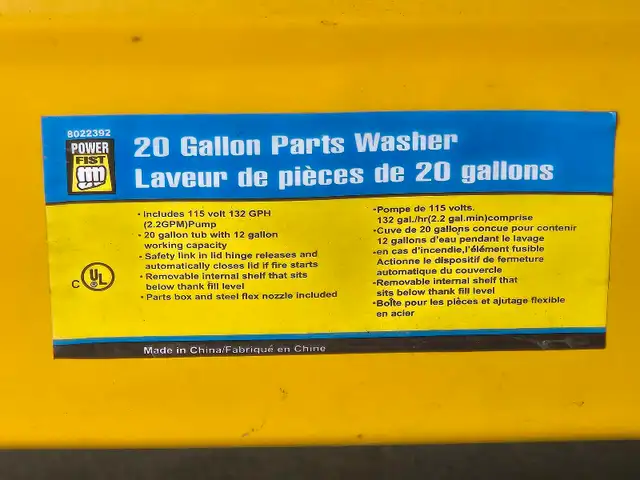 8022392
POWER
FIST
20 Gallon Parts Washer
Laveur de pièces de 20 gallons
• Includes 115 volt 132 GPH
(2.2GPM)Pump
• 20 gallon tub with 12 gallon
working capacity
• Safety link in lid hinge releases and
automatically closes lid if fire starts
• Removable internal shelf that sits
below thank fill level
• Parts box and steel flex nozzle included
C UL
•Pompe de 115 volts.
132 gal./hr(2.2 gal.min)comprise
•Cuve de 20 gallons concue pour contenir
12 gallons d'eau pendant le lavage
-en cas d'incendie,l'élément fusible
Actionne le dispositif de fermeture
automatique du couvercle
-Removable internal shelf that
sits below thank fill level
•Boîte pour les pièces et ajutage flexible
en acier
Made in China/Fabriqué en Chine